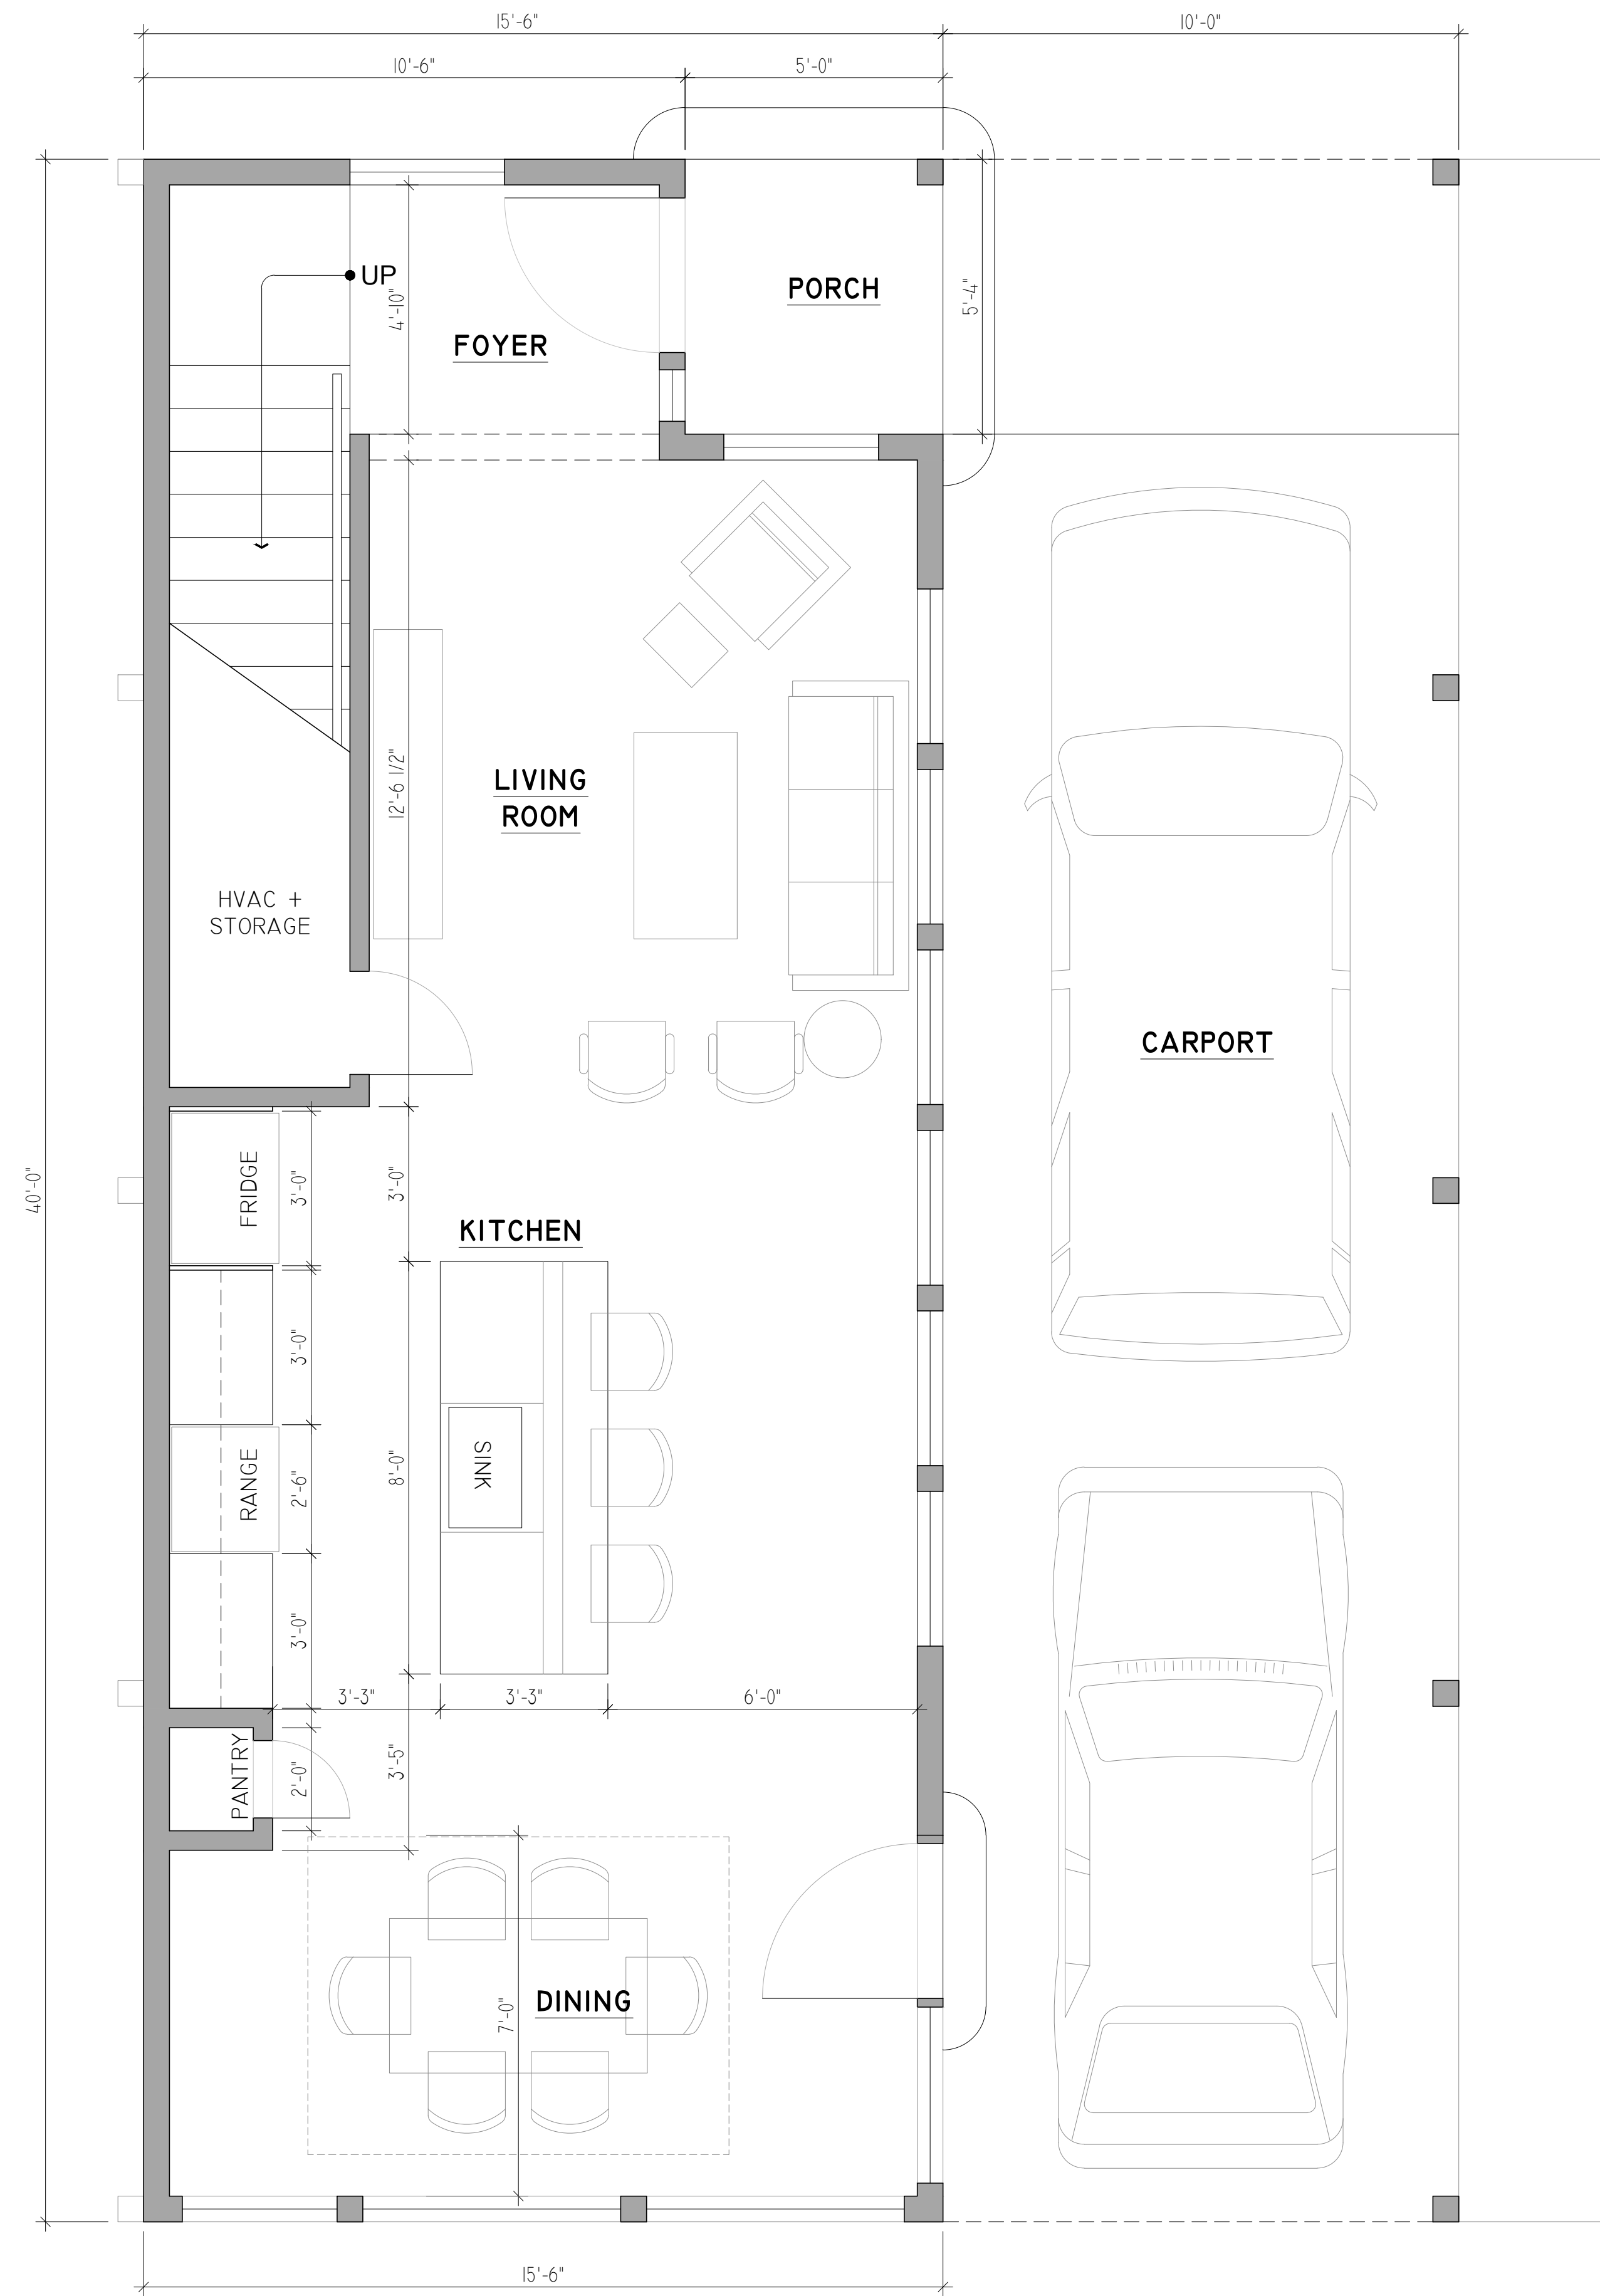 15'-6"
10'-0"
10'-6"
5'-0"
UP
4'-10"
PORCH
5'-4"
FOYER
LIVING
ROOM
12'-6 1/2"
HVAC +
STORAGE
CARPORT
40'-0"
FRIDGE
3'-0"
3'-0"
KITCHEN
3'-0"
RANGE
2'-6"
8'-0"
SINK
3'-0"
3'-3"
3'-3"
6'-0"
PANTRY
2'-0"
3'-5"
7'-0"
DINING
15'-6"